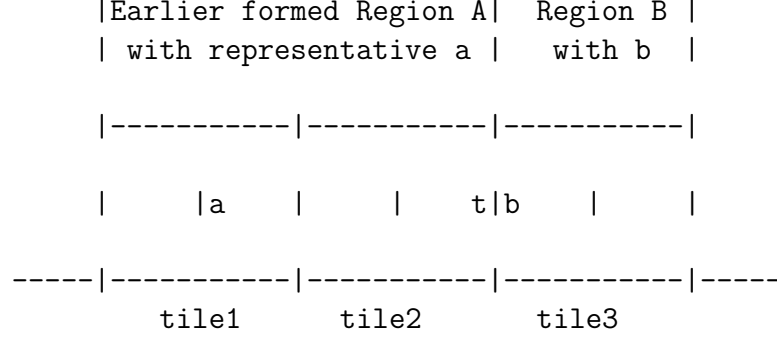 |Earlier formed Region A|  Region B |
| with representative a |   with b  |
|-----------|-----------|-----------|
|     |a    |     |    t|b    |     |
-----|-----------|-----------|-----------|-----
tile1      tile2       tile3